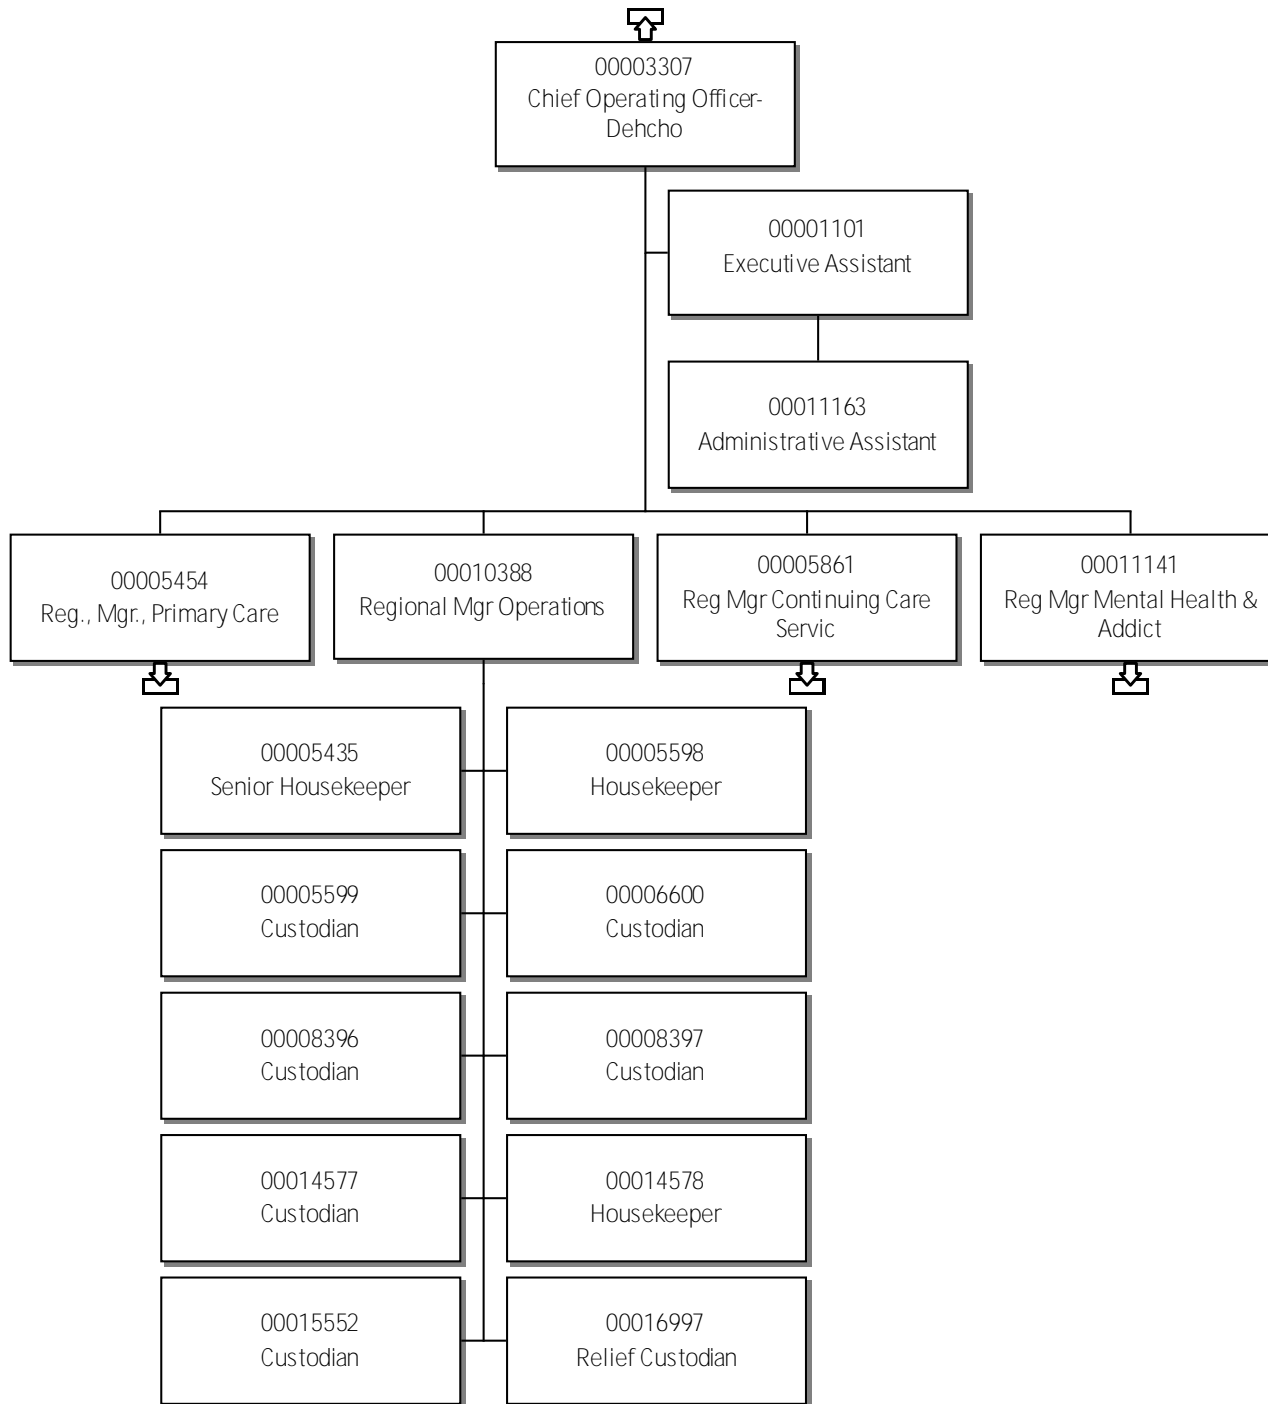 00003307
Chief Operating Officer-
Dehcho
00001101
Executive Assistant
00011163
Administrative Assistant
00005454
Reg., Mgr., Primary Care
00010388
Regional Mgr Operations
00005861
Reg Mgr Continuing Care
Servic
00011141
Reg Mgr Mental Health &
Addict
00005435
Senior Housekeeper
00005598
Housekeeper
00005599
Custodian
00006600
Custodian
00008396
Custodian
00008397
Custodian
00014577
Custodian
00014578
Housekeeper
00015552
Custodian
00016997
Relief Custodian